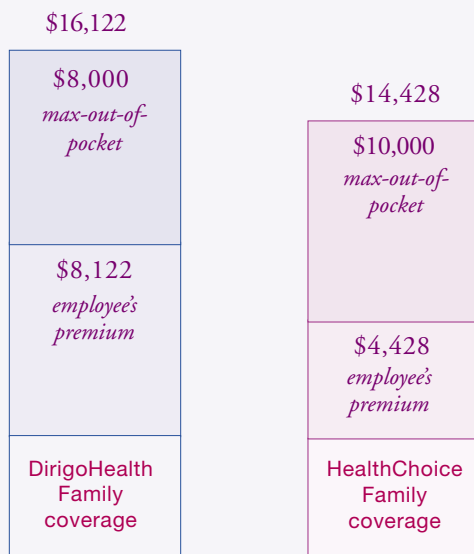 $16,122
$8,000
max-out-of-
pocket
$8,122
employee's
premium
DirigoHealth
Family
coverage
$14,428
$10,000
max-out-of-
pocket
$4,428
employee's
premium
HealthChoice
Family
coverage